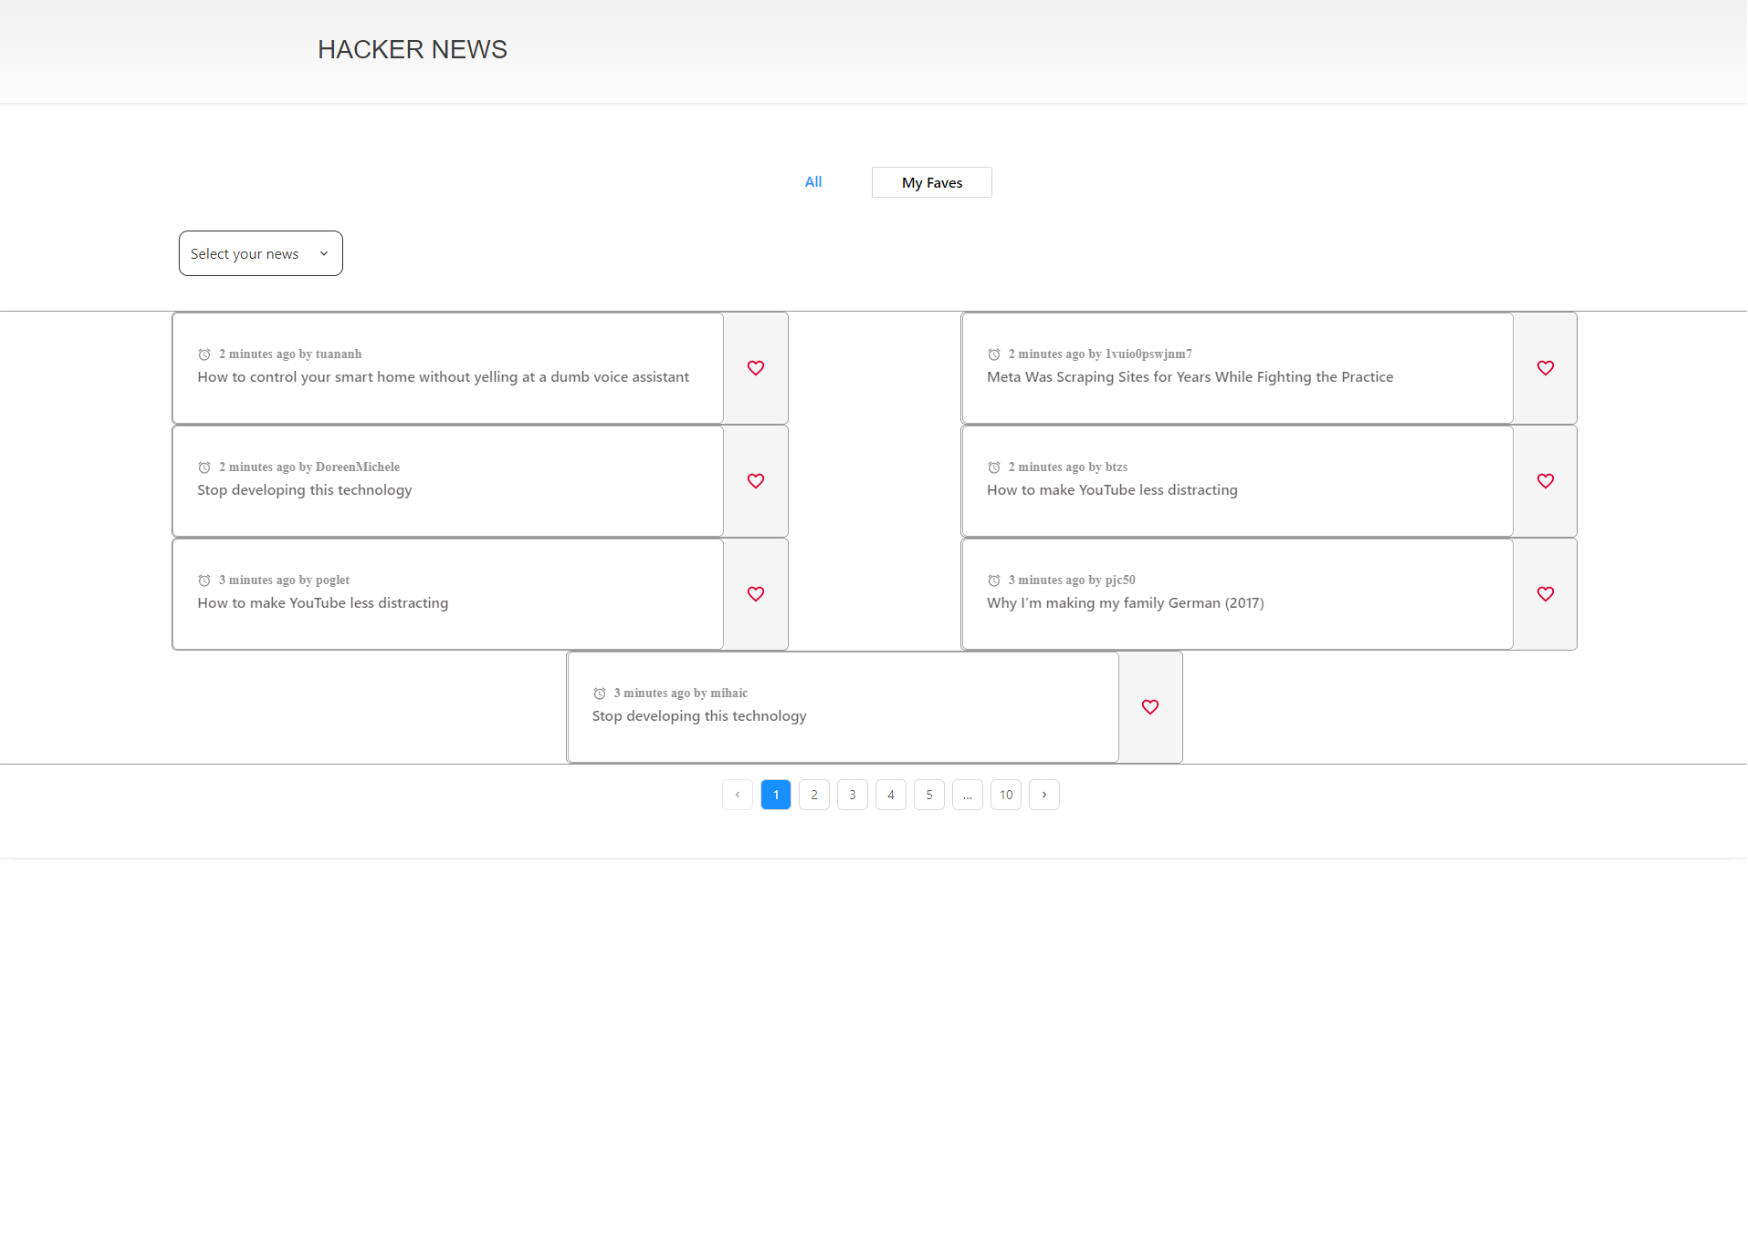 HACKER NEWS
All
My Faves
Select your news
2 minutes ago by tuananh
How to control your smart home without yelling at a dumb voice assistant
2 minutes ago by 1vuio0pswjnm7
Meta Was Scraping Sites for Years While Fighting the Practice
2 minutes ago by DoreenMichele
Stop developing this technology
2 minutes ago by btzs
How to make YouTube less distracting
3 minutes ago by poglet
How to make YouTube less distracting
3 minutes ago by pjc50
Why I'm making my family German (2017)
3 minutes ago by mihaic
Stop developing this technology
‹ 1 2 3 4 5 ... 10 ›